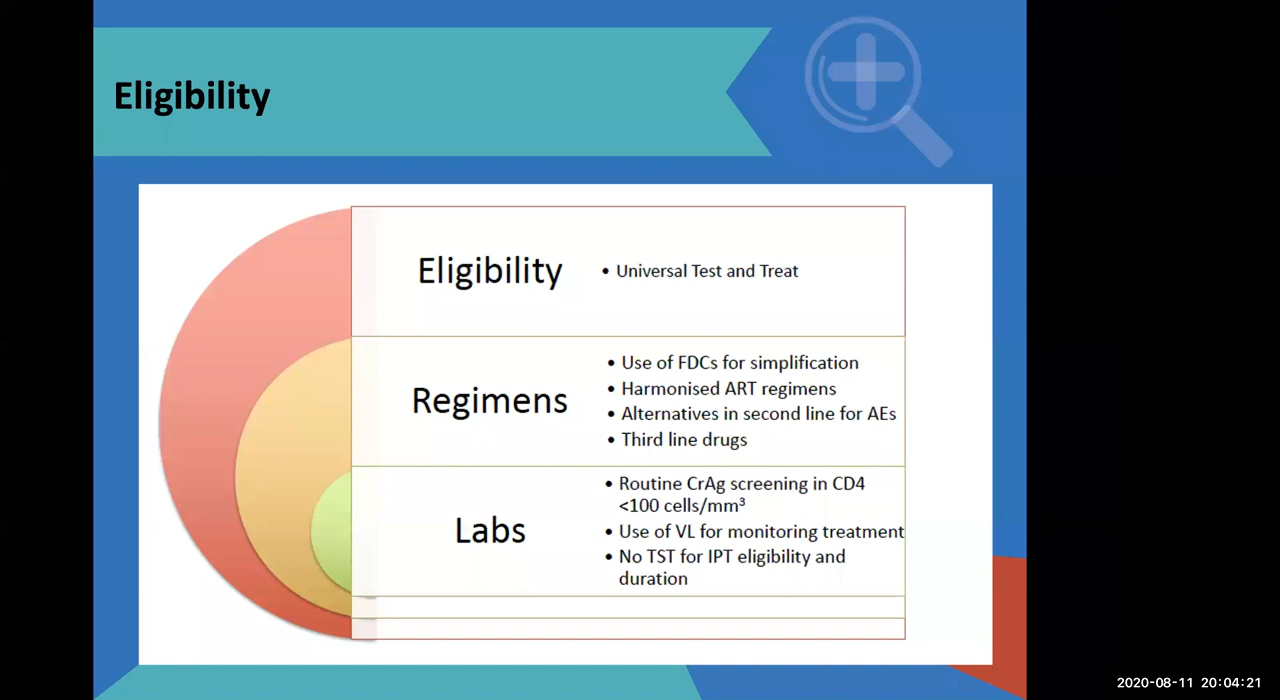 Eligibility
Eligibility
• Universal Test and Treat
Regimens
• Use of FDCs for simplification
• Harmonised ART regimens
• Alternatives in second line for AEs
• Third line drugs
Labs
• Routine CrAg screening in CD4
<100 cells/mm³
• Use of VL for monitoring treatment
• No TST for IPT eligibility and
duration
2020-08-11 20:04:21